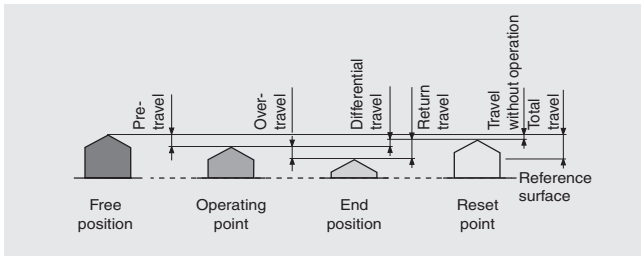 Pre-
travel
Over-
travel
Differential
travel
Return
travel
Travel
without operation
Total
travel
Reference
surface
Free
position
Operating
point
End
position
Reset
point